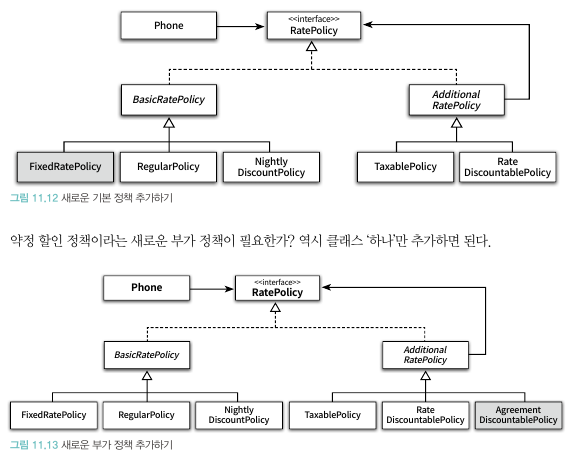 Phone
<<interface>>
RatePolicy
BasicRatePolicy
Additional
RatePolicy
FixedRatePolicy
RegularPolicy
Nightly
DiscountPolicy
TaxablePolicy
Rate
DiscountablePolicy
그림 11.12 새로운 기본 정책 추가하기
약정 할인 정책이라는 새로운 부가 정책이 필요한가? 역시 클래스 ‘하나’만 추가하면 된다.
Phone
<<interface>>
RatePolicy
BasicRatePolicy
Additional
RatePolicy
FixedRatePolicy
RegularPolicy
Nightly
DiscountPolicy
TaxablePolicy
Rate
DiscountablePolicy
Agreement
DiscountablePolicy
그림 11.13 새로운 부가 정책 추가하기